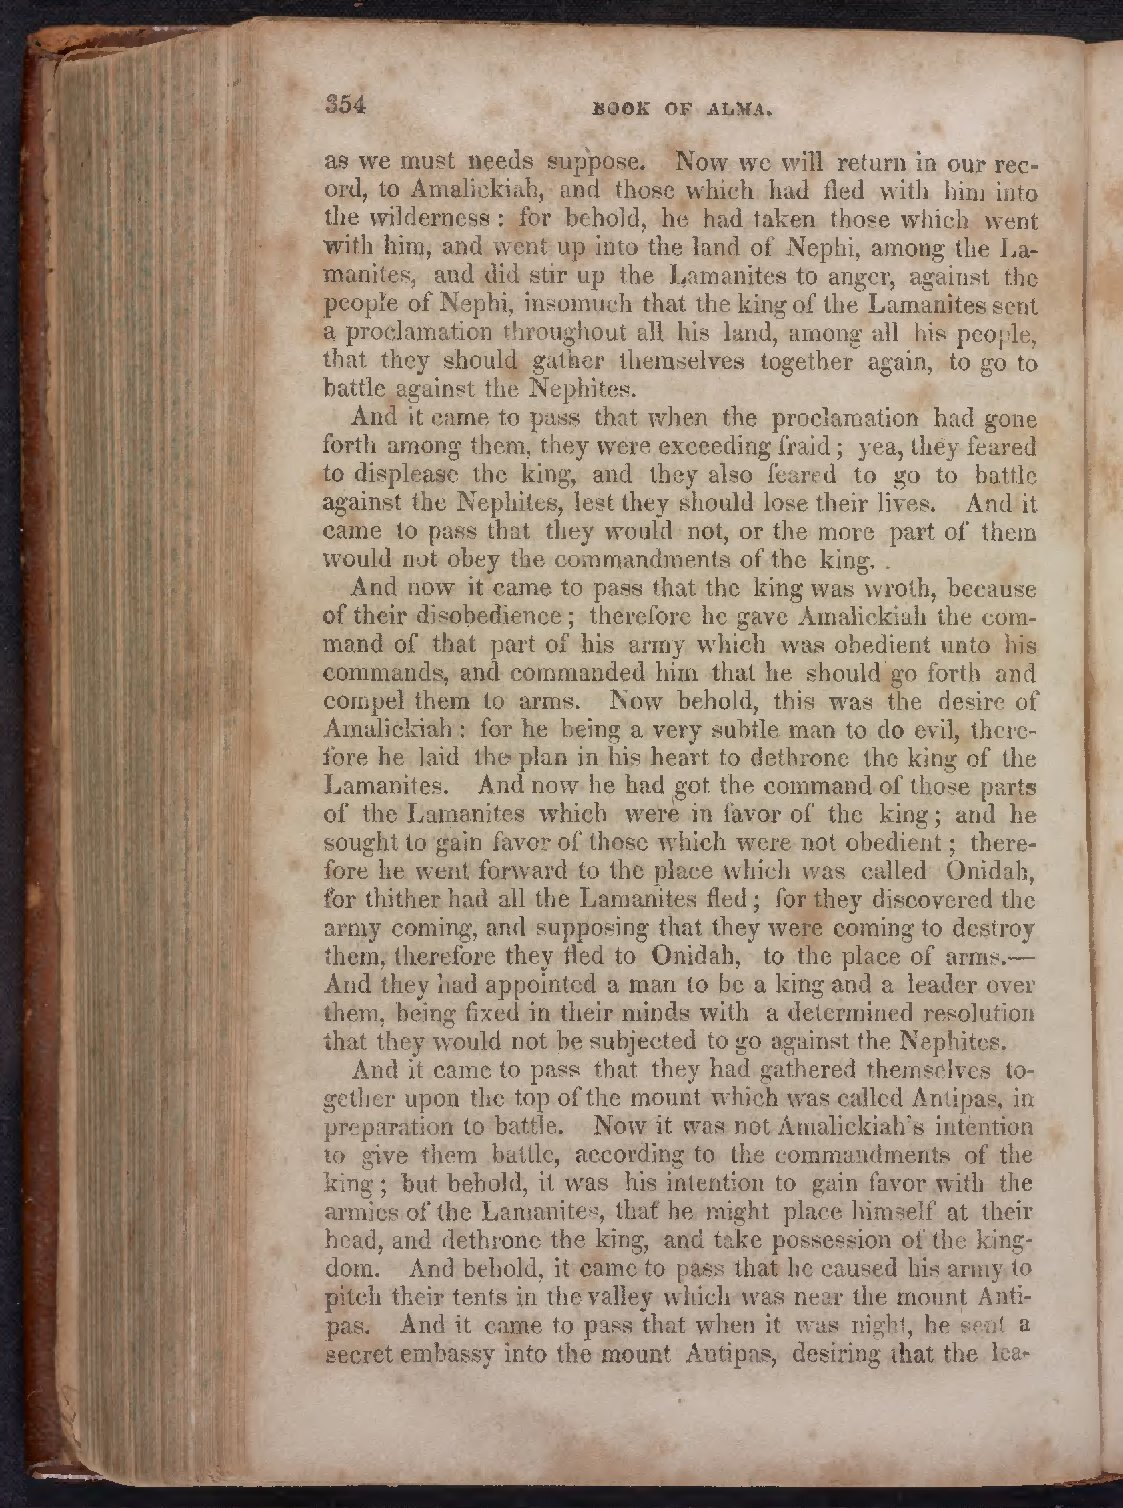 354 BOOK OF ALMA.
as we must needs suppose. Now we will return in our rec-
ord, to Amalickiah, and those which had fled with him into
the wilderness : for behold, he had taken those which went
with him, and went up into the land of Nephi, among the La-
manites, and did stir up the Lamanites to anger, against the
people of Nephi, insomuch that the king of the Lamanites sent
a proclamation throughout all his land, among all his people,
that they should gather themselves together again, to go to
battle against the Nephites.
And it came to pass that when the proclamation had gone
forth among them, they were exceeding fraid ; yea, they feared
to displease the king, and they also feared to go to battle
against the Nephites, lest they should lose their lives. And it
came to pass that they would not, or the more part of them
would not obey the commandments of the king.
And now it came to pass that the king was wroth, because
of their disobedience ; therefore he gave Amalickiah the com-
mand of that part of his army which was obedient unto his
commands, and commanded him that he should go forth and
compel them to arms. Now behold, this was the desire of
Amalickiah : for he being a very subtle man to do evil, there-
fore he laid the plan in his heart to dethrone the king of the
Lamanites. And now he had got the command of those parts
of the Lamanites which were in favor of the king ; and he
sought to gain favor of those which were not obedient ; there-
fore he went forward to the place which was called Onidah,
for thither had all the Lamanites fled ; for they discovered the
army coming, and supposing that they were coming to destroy
them, therefore they fled to Onidah, to the place of arms.—
And they had appointed a man to be a king and a leader over
them, being fixed in their minds with a determined resolution
that they would not be subjected to go against the Nephites.
And it came to pass that they had gathered themselves to-
gether upon the top of the mount which was called Antipas, in
preparation to battle. Now it was not Amalickiah's intention
to give them battle, according to the commandments of the
king ; but behold, it was his intention to gain favor with the
armies of the Lamanites, that he might place himself at their
head, and dethrone the king, and take possession of the king-
dom. And behold, it came to pass that he caused his army to
pitch their tents in the valley which was near the mount Anti-
pas. And it came to pass that when it was night, he sent a
secret embassy into the mount Antipas, desiring that the lea-